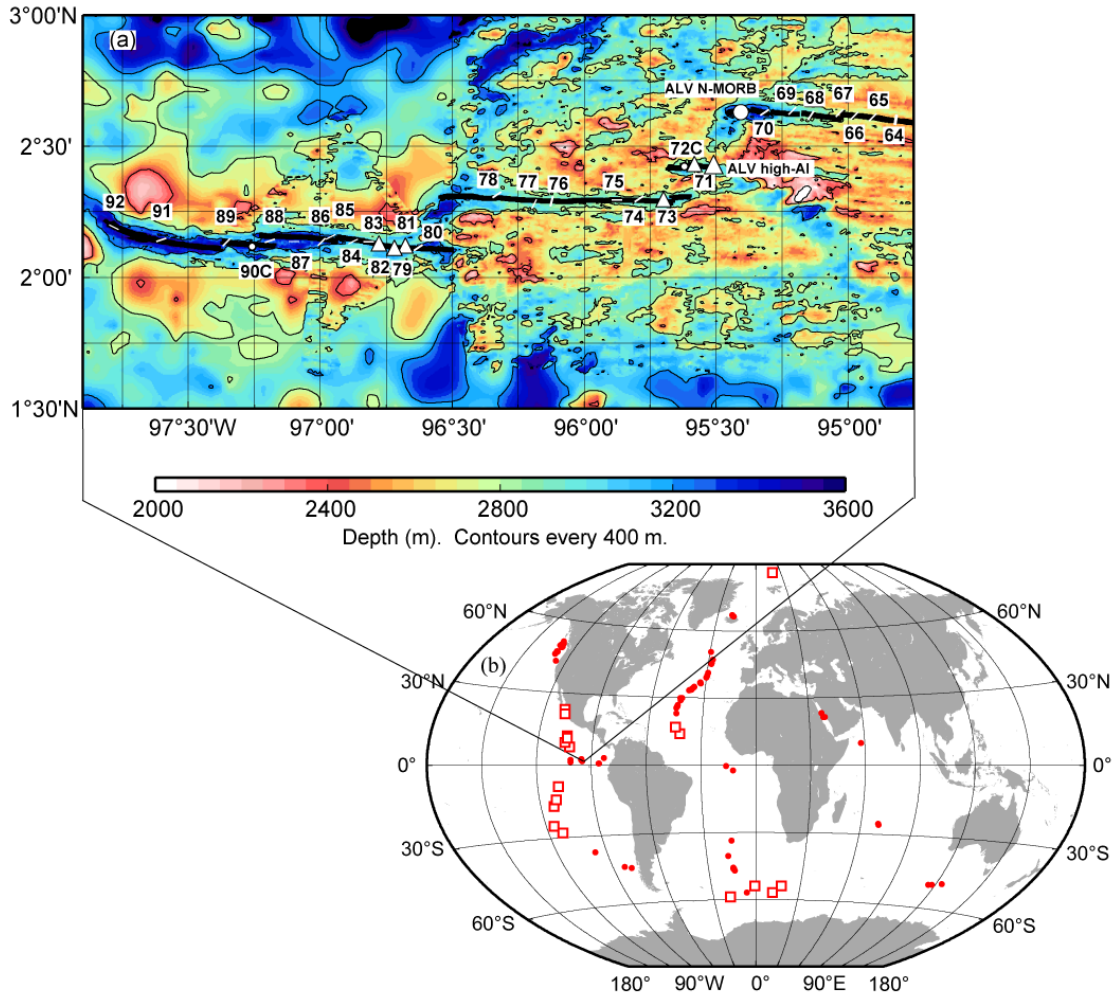 3°00'N
(a)
ALV N-MORB
69
68
67
65
70
66
64
2°30'
72C
ALV high-Al
71
78
77
76
75
74
73
92
91
89
88
86
85
83
81
80
90C
87
84
82
79
2°00'
1°30'N
97°30'W
97°00'
96°30'
96°00'
95°30'
95°00'
2000
2400
2800
3200
3600
Depth (m). Contours every 400 m.
60°N
60°N
(b)
30°N
30°N
0°
0°
30°S
30°S
60°S
60°S
180°
90°W
0°
90°E
180°